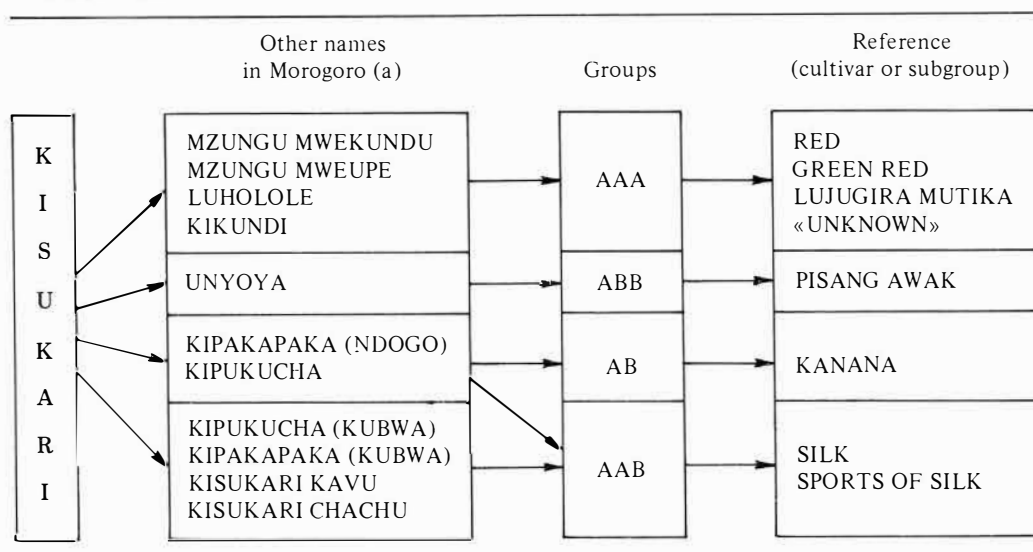 Other names
in Morogoro (a)
Groups
Reference
(cultivar or subgroup)
K
I
S
U
K
A
R
I
MZUNGU MWEKUNDU
MZUNGU MWEUPE
LUHOLOLE
KIKUNDI
AAA
RED
GREEN RED
LUJUGIRA MUTIKA
«UNKNOWN»
UNYOYA
ABB
PISANG AWAK
KIPAKAPAKA (NDOGO)
KIPUKUCHA
AB
KANANA
KIPUKUCHA (KUBWA)
KIPAKAPAKA (KUBWA)
KISUKARI KAVU
KISUKARI CHACHU
AAB
SILK
SPORTS OF SILK